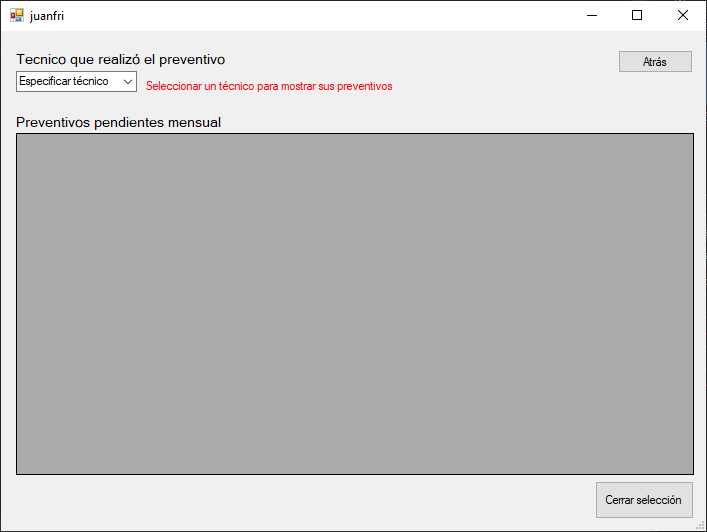 juanfri
Tecnico que realizó el preventivo
Atrás
Especificar técnico
Seleccionar un técnico para mostrar sus preventivos
Preventivos pendientes mensual
Cerrar selección